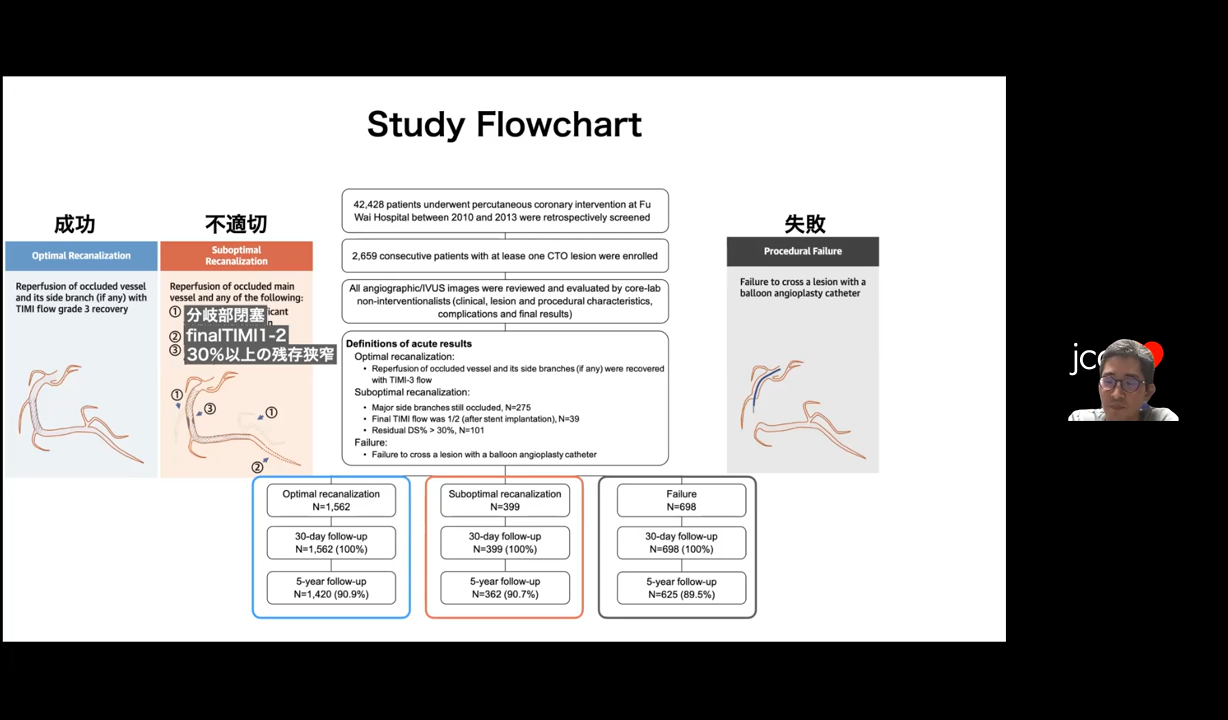 Study Flowchart
成功
Optimal Recanalization
Reperfusion of occluded vessel
and its side branch (if any) with
TIMI flow grade 3 recovery
不適切
Suboptimal
Recanalization
Reperfusion of occluded main
vessel and any of the following:
①
分岐部閉塞
②
finalTIMI1-2
③
30%以上の残存狭窄
①
③
①
②
42,428 patients underwent percutaneous coronary intervention at Fu
Wai Hospital between 2010 and 2013 were retrospectively screened
2,659 consecutive patients with at lease one CTO lesion were enrolled
All angiographic/IVUS images were reviewed and evaluated by core-lab
non-interventionalists (clinical, lesion and procedural characteristics,
complications and final results)
Definitions of acute results
Optimal recanalization:
• Reperfusion of occluded vessel and its side branches (if any) were recovered
with TIMI-3 flow
Suboptimal recanalization:
• Major side branches still occluded, N=275
• Final TIMI flow was 1/2 (after stent implantation), N=39
• Residual DS% > 30%, N=101
Failure:
• Failure to cross a lesion with a balloon angioplasty catheter
Optimal recanalization
N=1,562
30-day follow-up
N=1,562 (100%)
5-year follow-up
N=1,420 (90.9%)
Suboptimal recanalization
N=399
30-day follow-up
N=399 (100%)
5-year follow-up
N=362 (90.7%)
Failure
N=698
30-day follow-up
N=698 (100%)
5-year follow-up
N=625 (89.5%)
失敗
Procedural Failure
Failure to cross a lesion with a
balloon angioplasty catheter